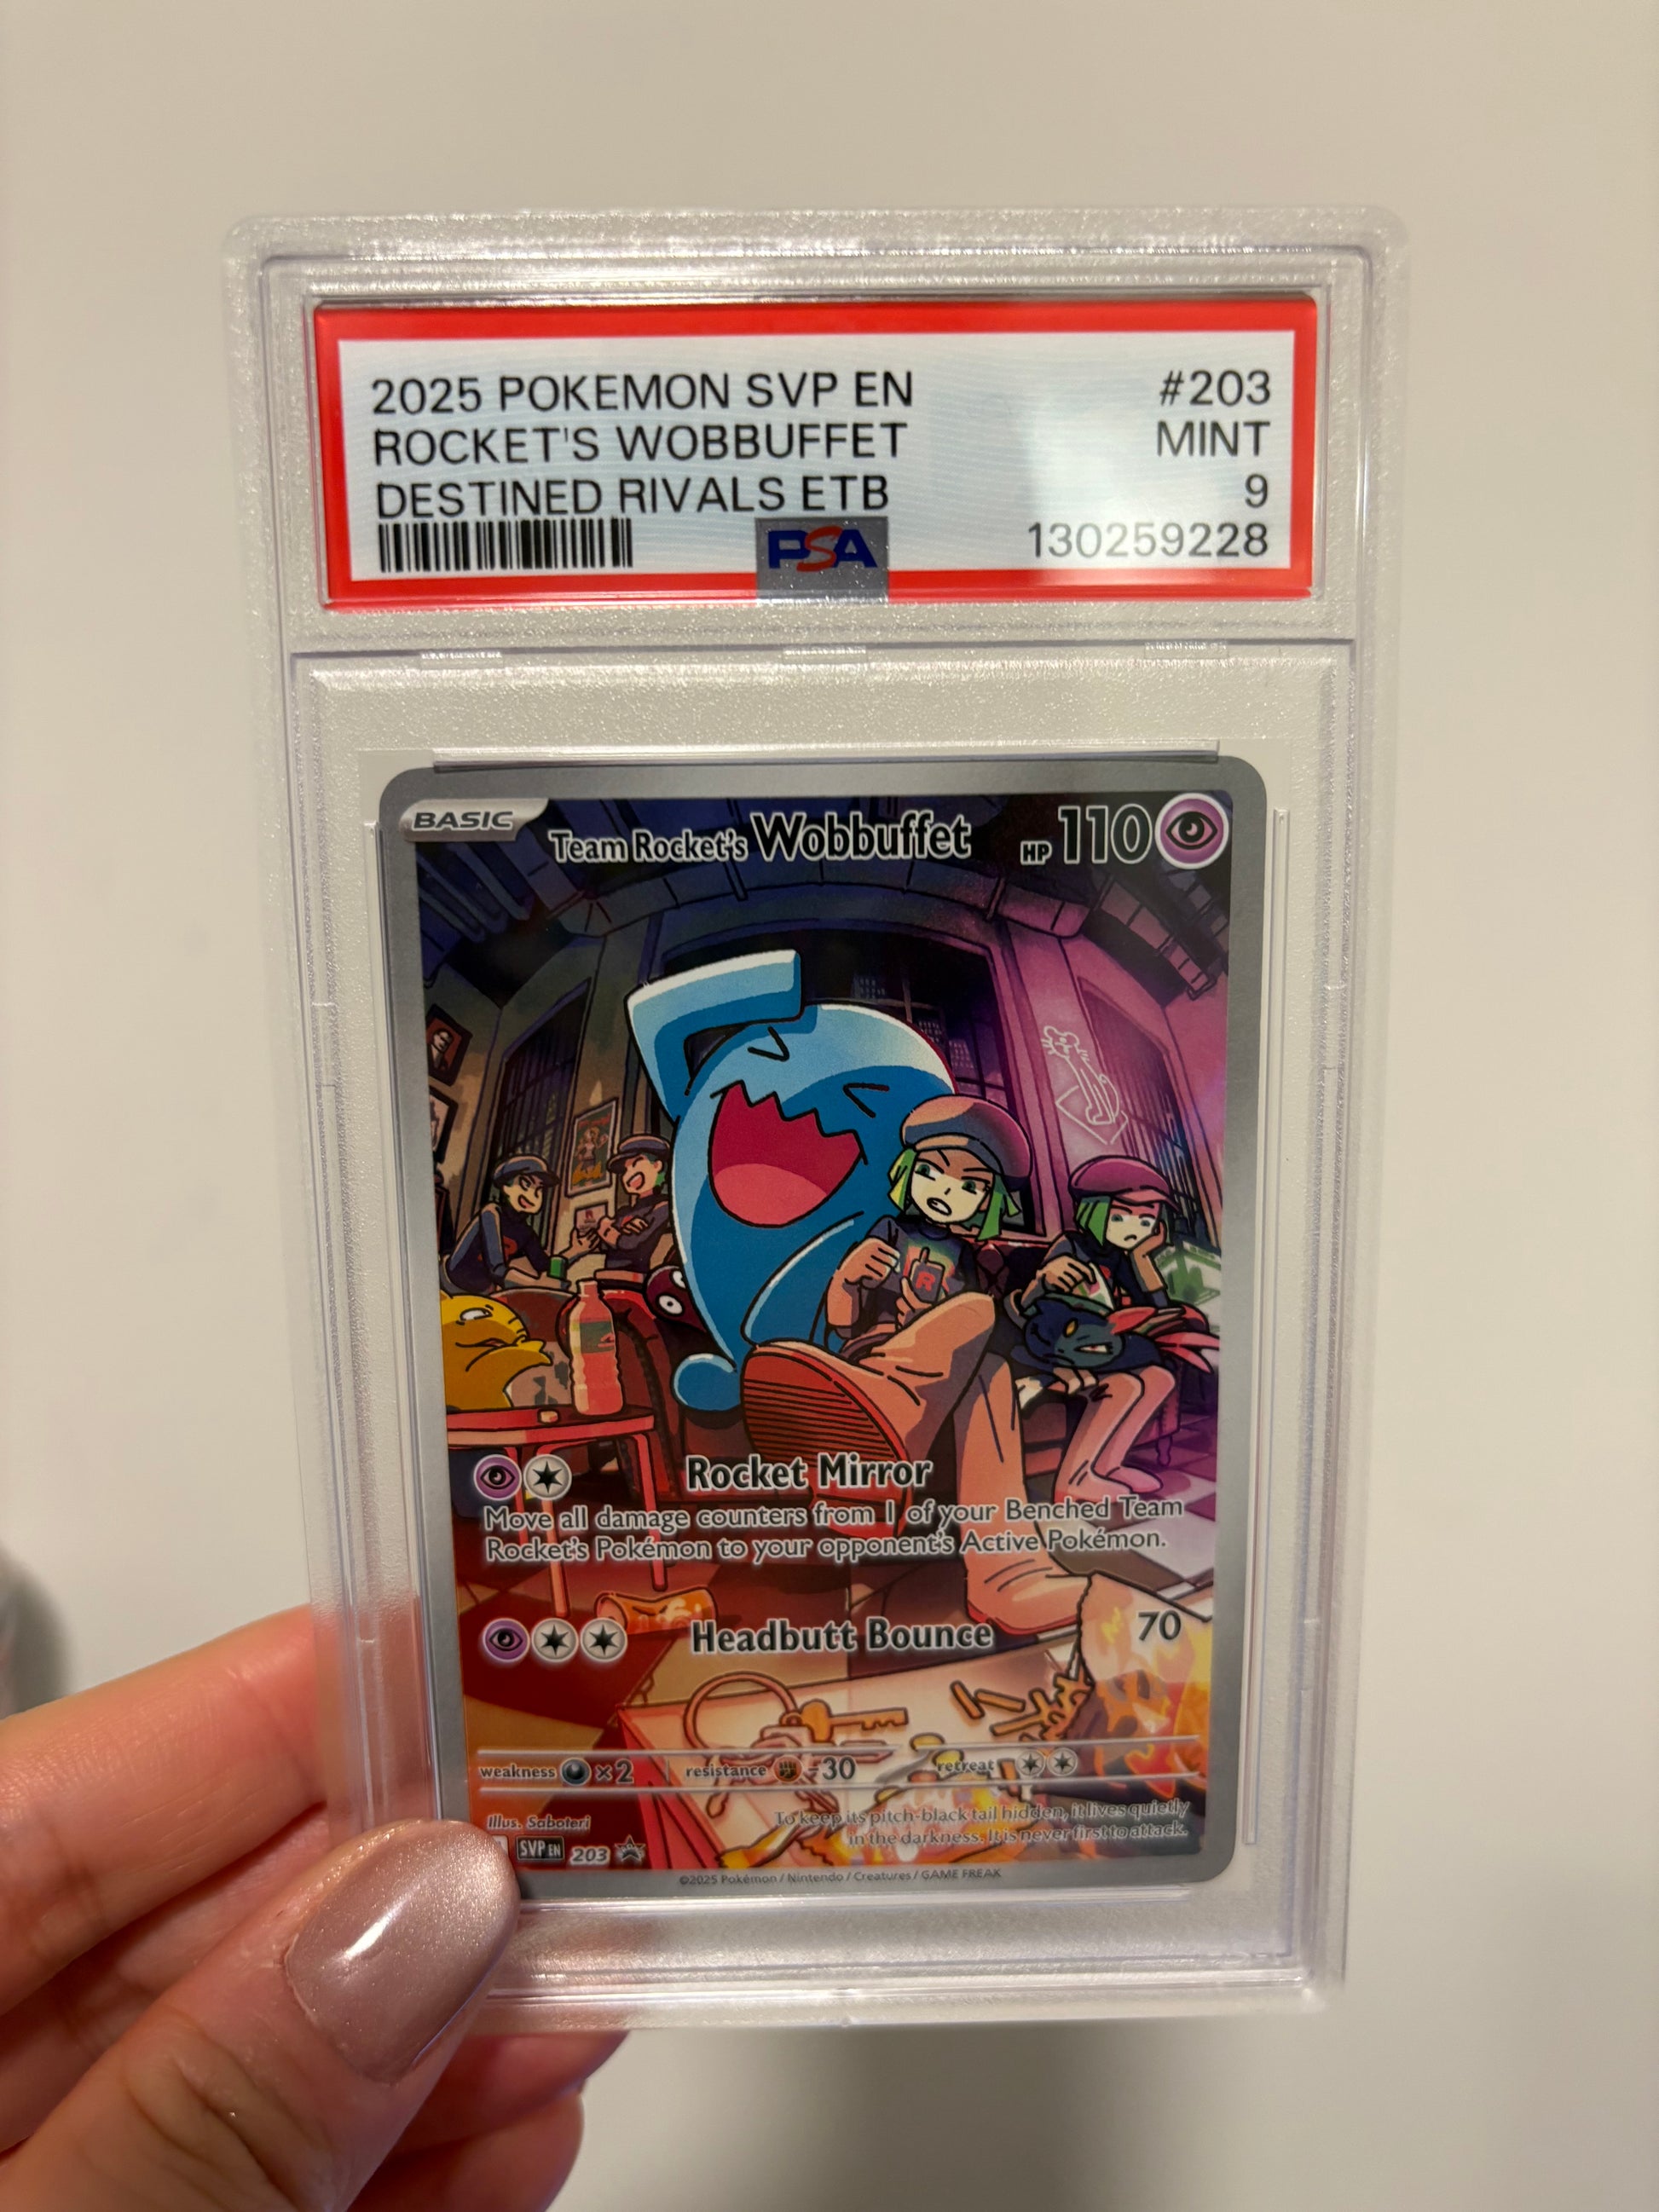 2025 POKEMON SVP EN #203
ROCKET'S WOBBUFFET MINT
DESTINED RIVALS ETB 9
PSA 130259228
BASIC Team Rocket's Wobbuffet HP 110
R
Rocket Mirror
Move all damage counters from 1 of your Benched Team
Rocket's Pokémon to your opponent's Active Pokémon.
Headbutt Bounce 70
weakness ×2 resistance -30 retreat
Illus. Saboteri
To keep its pitch-black tail hidden, it lives quietly
in the darkness. It is never first to attack.
SVP EN 203
©2025 Pokémon / Nintendo / Creatures / GAME FREAK